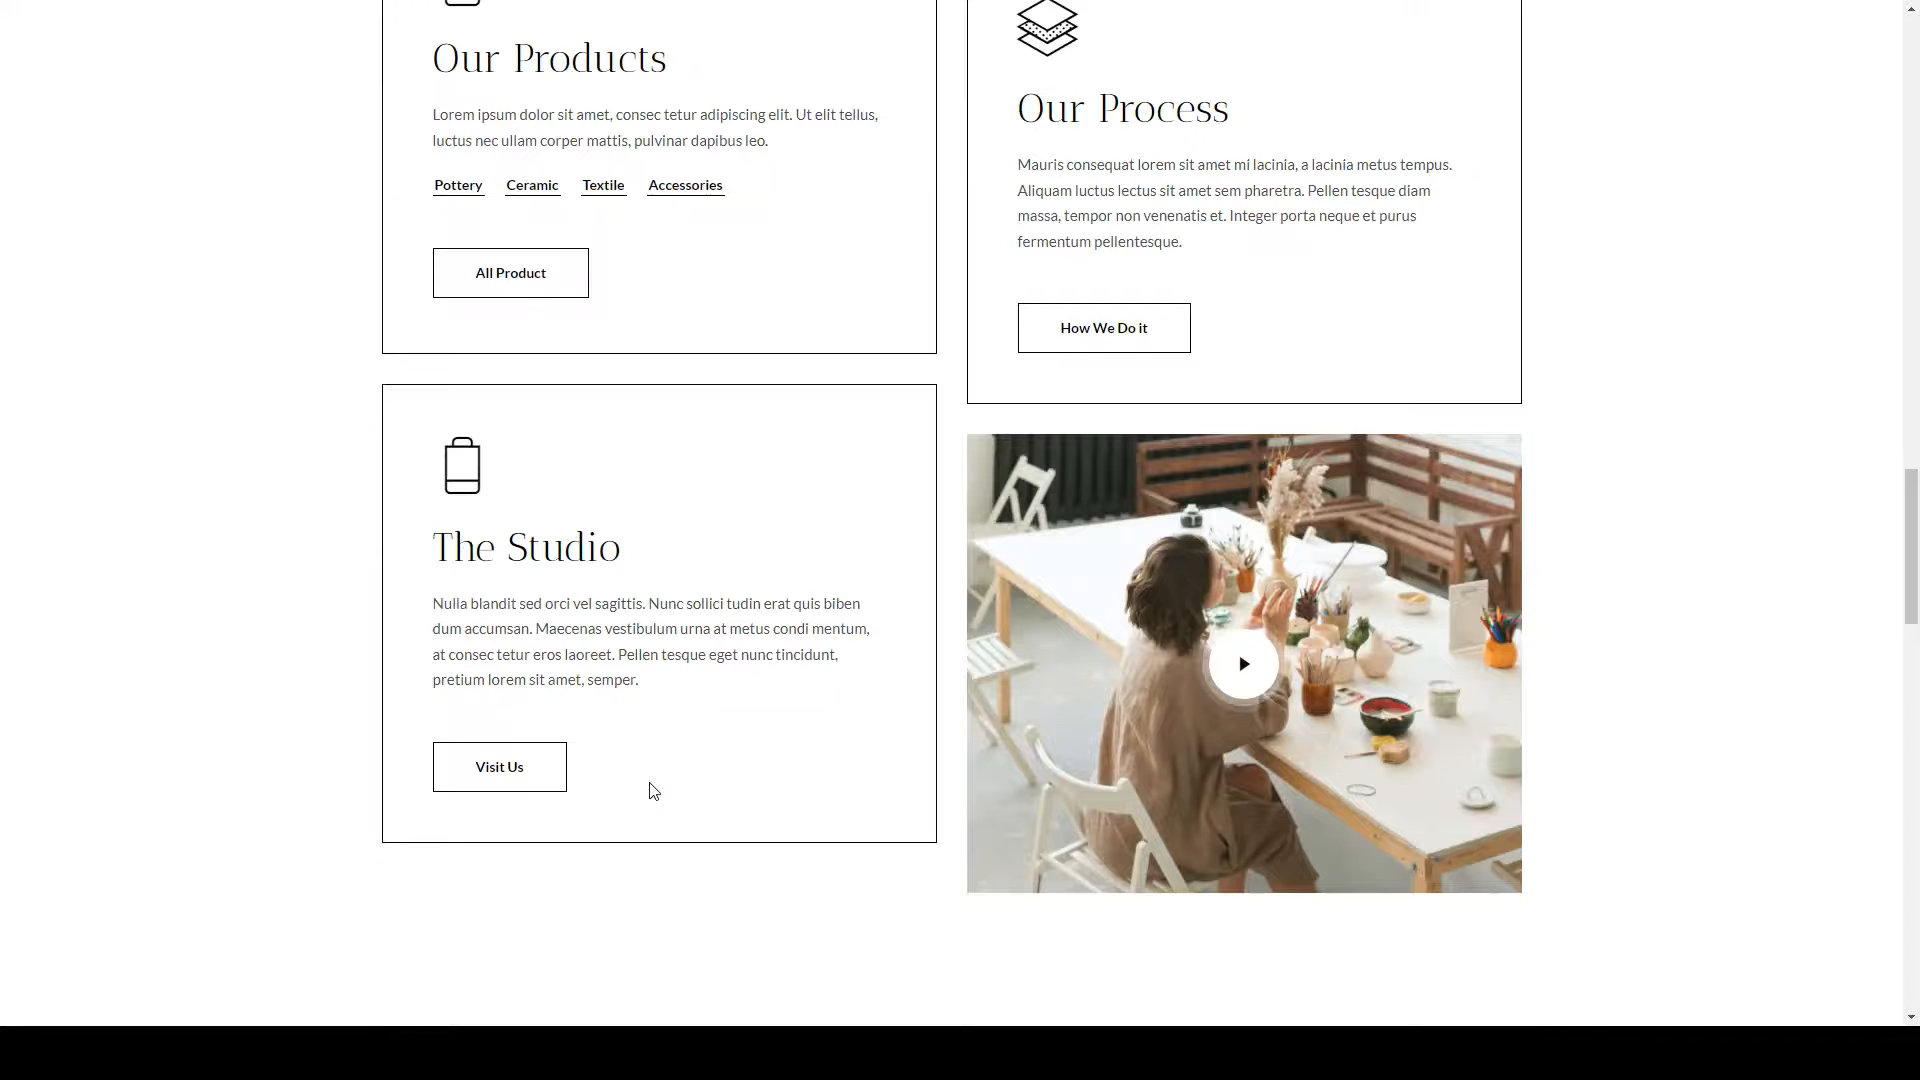 Our Products
Lorem ipsum dolor sit amet, consec tetur adipiscing elit. Ut elit tellus,
luctus nec ullam corper mattis, pulvinar dapibus leo.
Pottery Ceramic Textile Accessories
All Product
The Studio
Nulla blandit sed orci vel sagittis. Nunc sollici tudin erat quis biben
dum accumsan. Maecenas vestibulum urna at metus condi mentum,
at consec tetur eros laoreet. Pellen tesque eget nunc tincidunt,
pretium lorem sit amet, semper.
Visit Us
Our Process
Mauris consequat lorem sit amet mi lacinia, a lacinia metus tempus.
Aliquam luctus lectus sit amet sem pharetra. Pellen tesque diam
massa, tempor non venenatis et. Integer porta neque et purus
fermentum pellentesque.
How We Do it